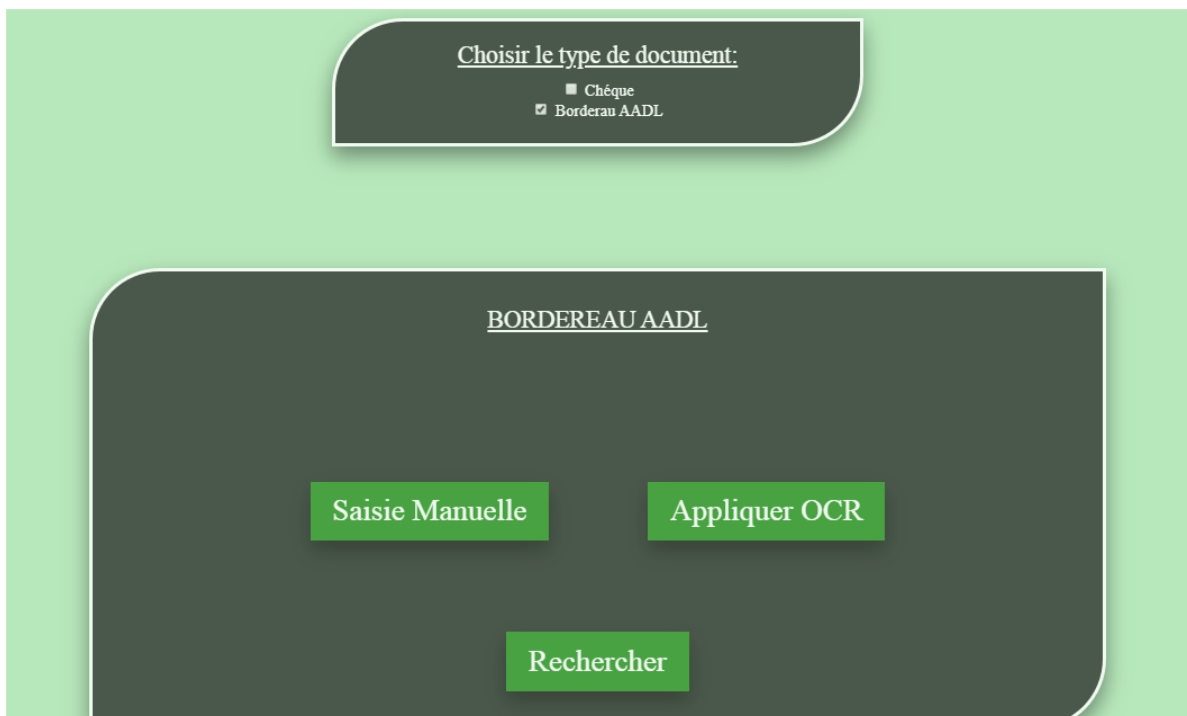 Choisir le type de document:
Chéque
Borderau AADL
BORDEREAU AADL
Saisie Manuelle
Appliquer OCR
Rechercher